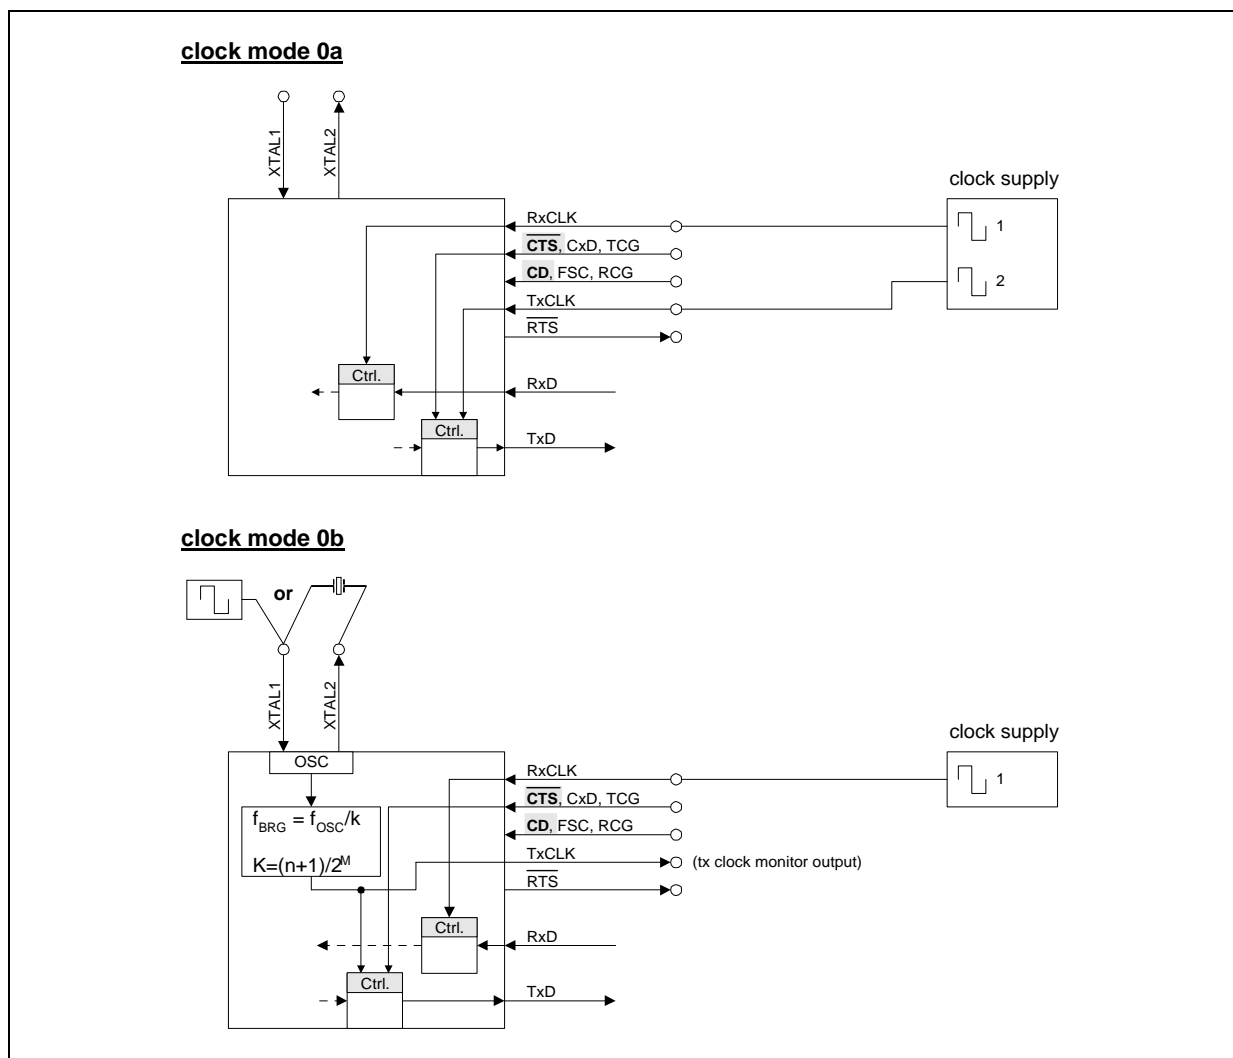 clock mode 0a
XTAL1
XTAL2
clock supply
RxCLK
1
CTS, CxD, TCG
CD, FSC, RCG
2
TxCLK
RTS
Ctrl.
RxD
Ctrl.
TxD
clock mode 0b
or
XTAL1
XTAL2
clock supply
OSC
RxCLK
1
CTS, CxD, TCG
fBRG = fOSC/k
CD, FSC, RCG
K=(n+1)/2^M
TxCLK
(tx clock monitor output)
RTS
Ctrl.
RxD
Ctrl.
TxD